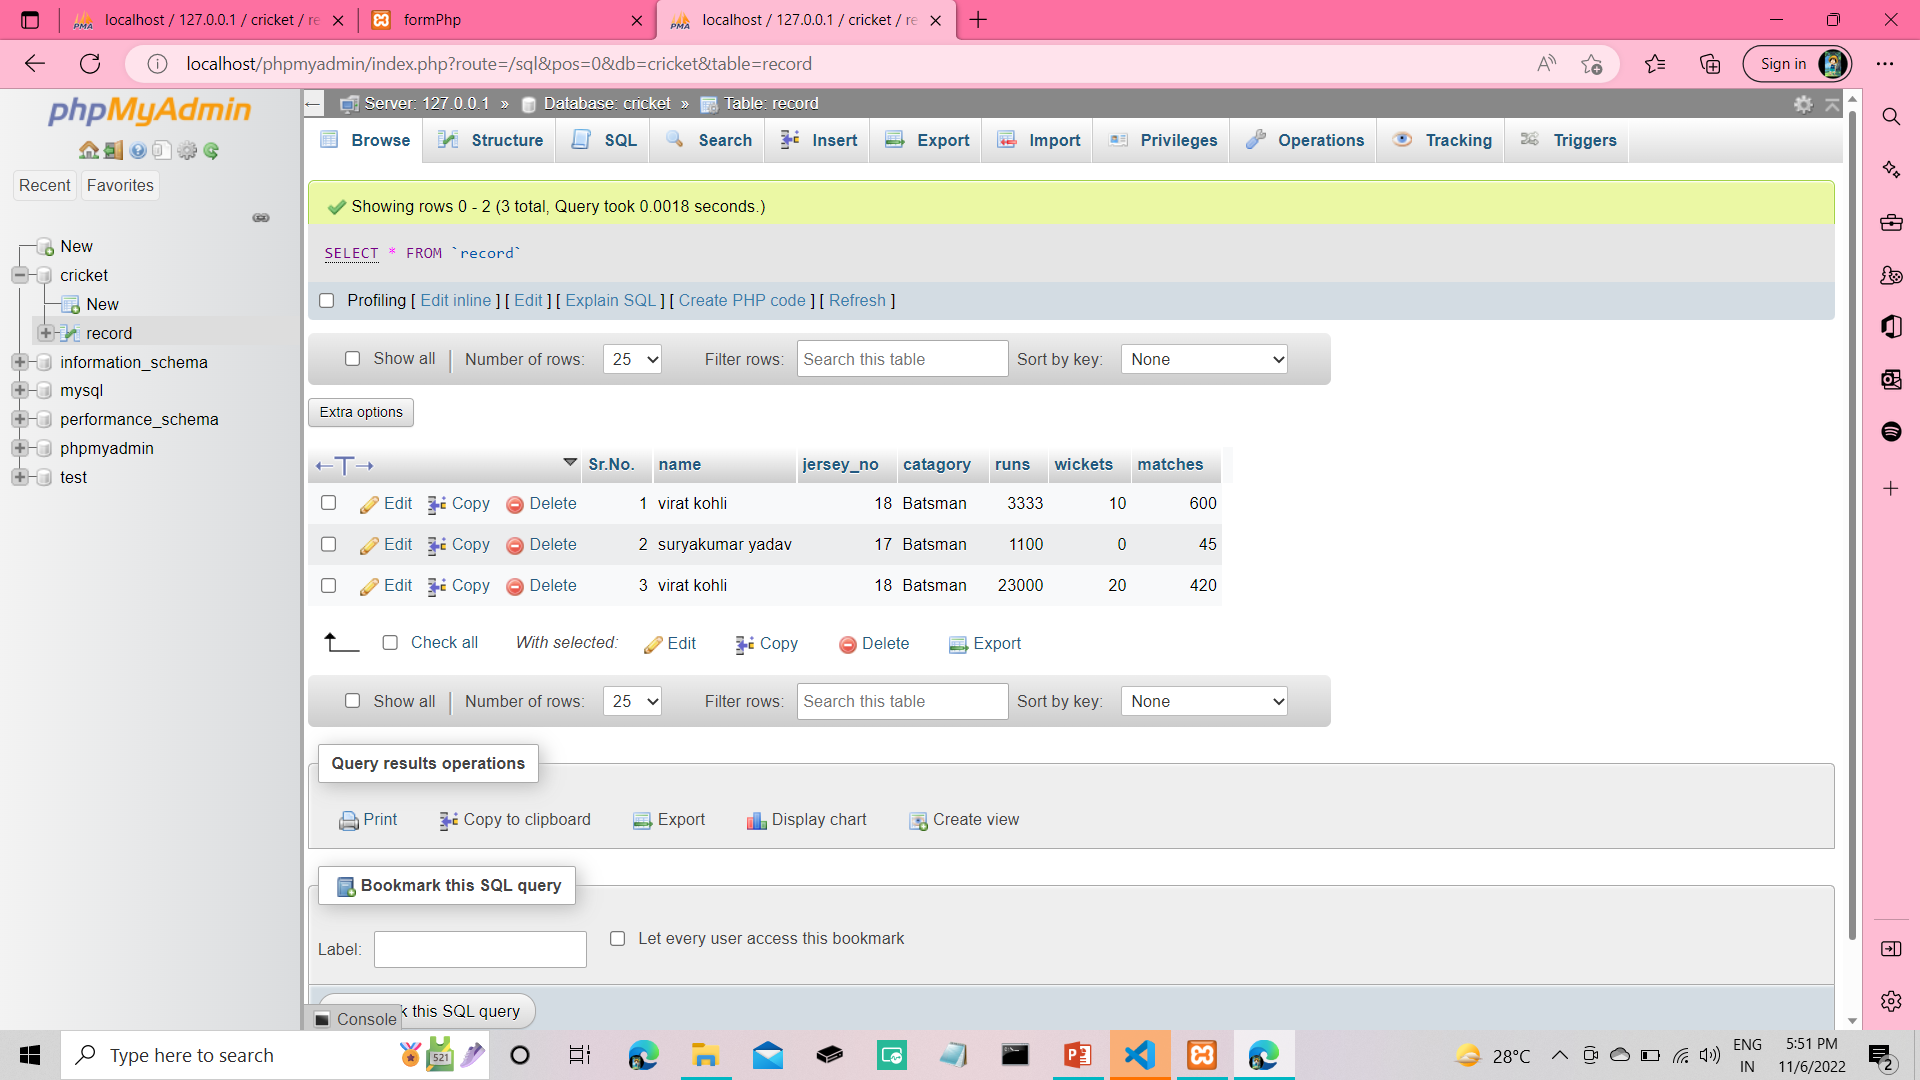 localhost / 127.0.0.1 / cricket / re
formPhp
localhost / 127.0.0.1 / cricket / re
localhost/phpmyadmin/index.php?route=/sql&pos=0&db=cricket&table=record
Sign in
phpMyAdmin
Recent Favorites
New
cricket
New
record
information_schema
mysql
performance_schema
phpmyadmin
test
Server: 127.0.0.1 » Database: cricket » Table: record
Browse Structure SQL Search Insert Export Import Privileges Operations Tracking Triggers
Showing rows 0 - 2 (3 total, Query took 0.0018 seconds.)
SELECT * FROM `record`
Profiling [ Edit inline ] [ Edit ] [ Explain SQL ] [ Create PHP code ] [ Refresh ]
Show all Number of rows: 25 Filter rows: Search this table Sort by key: None
Extra options
←T→ Sr.No. name jersey_no catagory runs wickets matches
Edit Copy Delete 1 virat kohli 18 Batsman 3333 10 600
Edit Copy Delete 2 suryakumar yadav 17 Batsman 1100 0 45
Edit Copy Delete 3 virat kohli 18 Batsman 23000 20 420
Check all With selected: Edit Copy Delete Export
Show all Number of rows: 25 Filter rows: Search this table Sort by key: None
Query results operations
Print Copy to clipboard Export Display chart Create view
Bookmark this SQL query
Label: Let every user access this bookmark
k this SQL query
Console
Type here to search
521
28°C
ENG
IN
5:51 PM
11/6/2022
2